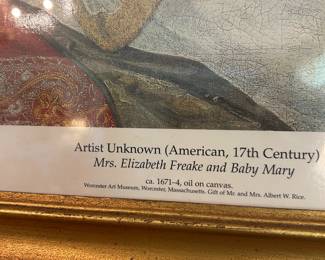 Artist Unknown (American, 17th Century)
Mrs. Elizabeth Freake and Baby Mary
ca. 1671–4, oil on canvas.
Worcester Art Museum, Worcester, Massachusetts. Gift of Mr. and Mrs. Albert W. Rice.